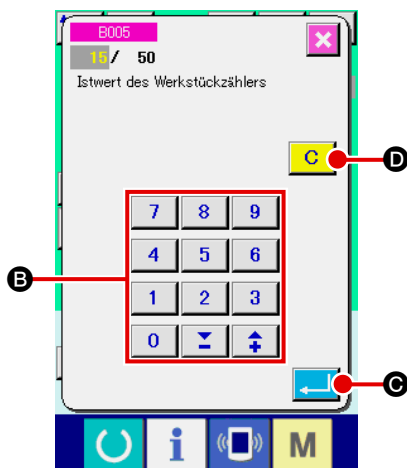 B005
15/ 50
Istwert des Werkstückzählers
C
D
7 8 9
4 5 6
B
1 2 3
0
C
i M